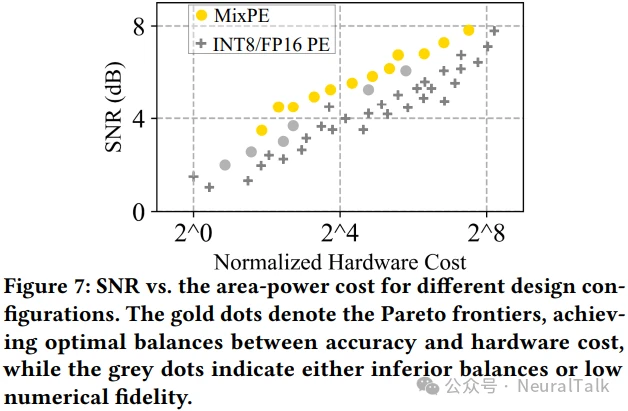 8
4
0
SNR (dB)
MixPE
INT8/FP16 PE
2^0
2^4
2^8
Normalized Hardware Cost
Figure 7: SNR vs. the area-power cost for different design con-
figurations. The gold dots denote the Pareto frontiers, achiev-
ing optimal balances between accuracy and hardware cost,
while the grey dots indicate either inferior balances or low
numerical fidelity.
公众号 · NeuralTalk